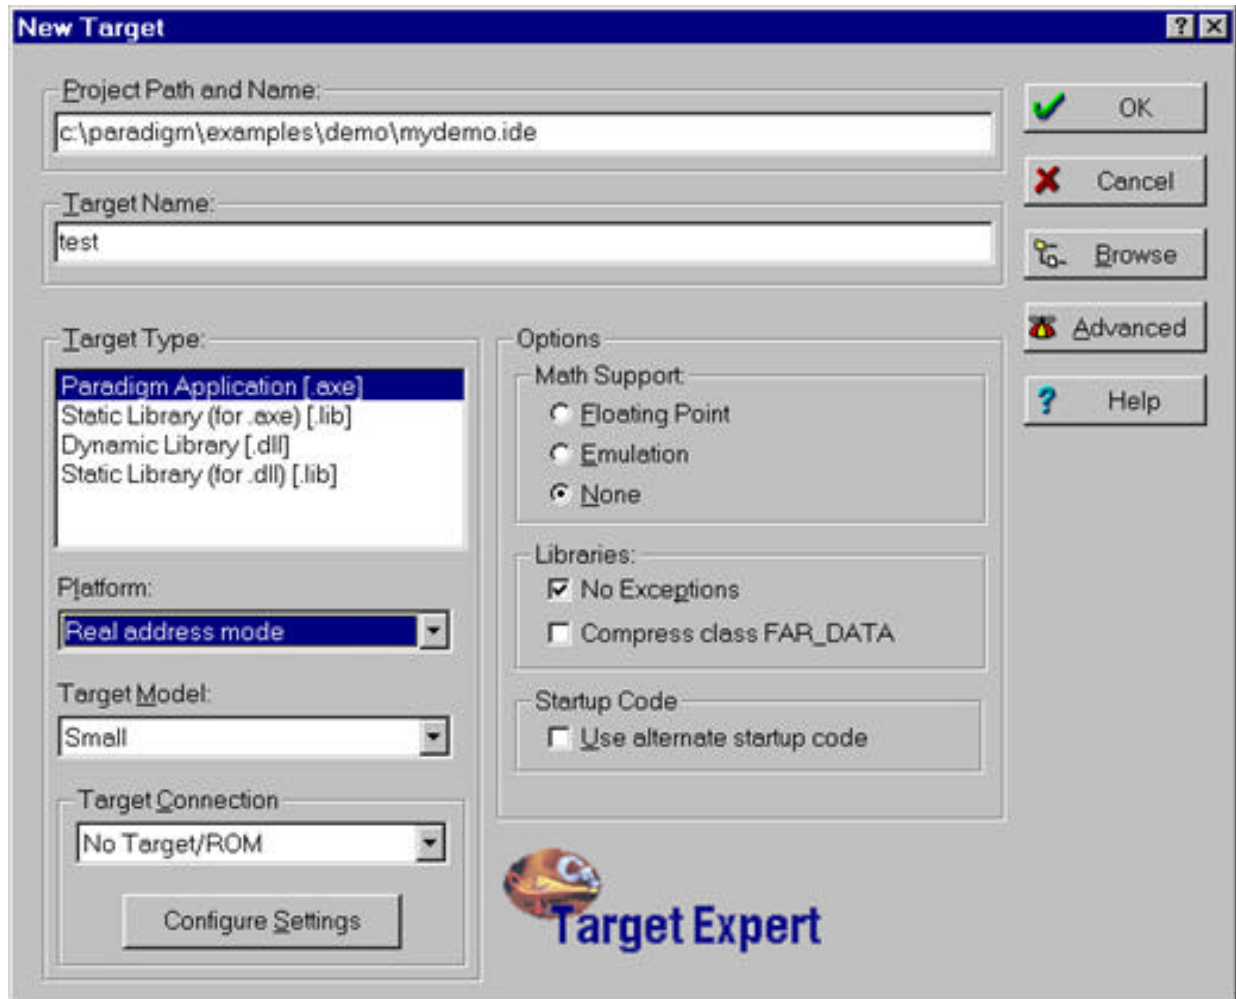 New Target
Project Path and Name:
c:\paradigm\examples\demo\mydemo.ide
Target Name:
test
OK
Cancel
Browse
Advanced
Help
Target Type:
Paradigm Application [.axe]
Static Library (for .axe) [.lib]
Dynamic Library [.dll]
Static Library (for .dll) [.lib]
Platform:
Real address mode
Target Model:
Small
Target Connection
No Target/ROM
Configure Settings
Options
Math Support
Floating Point
Emulation
None
Libraries:
No Exceptions
Compress class FAR_DATA
Startup Code
Use alternate startup code
Target Expert